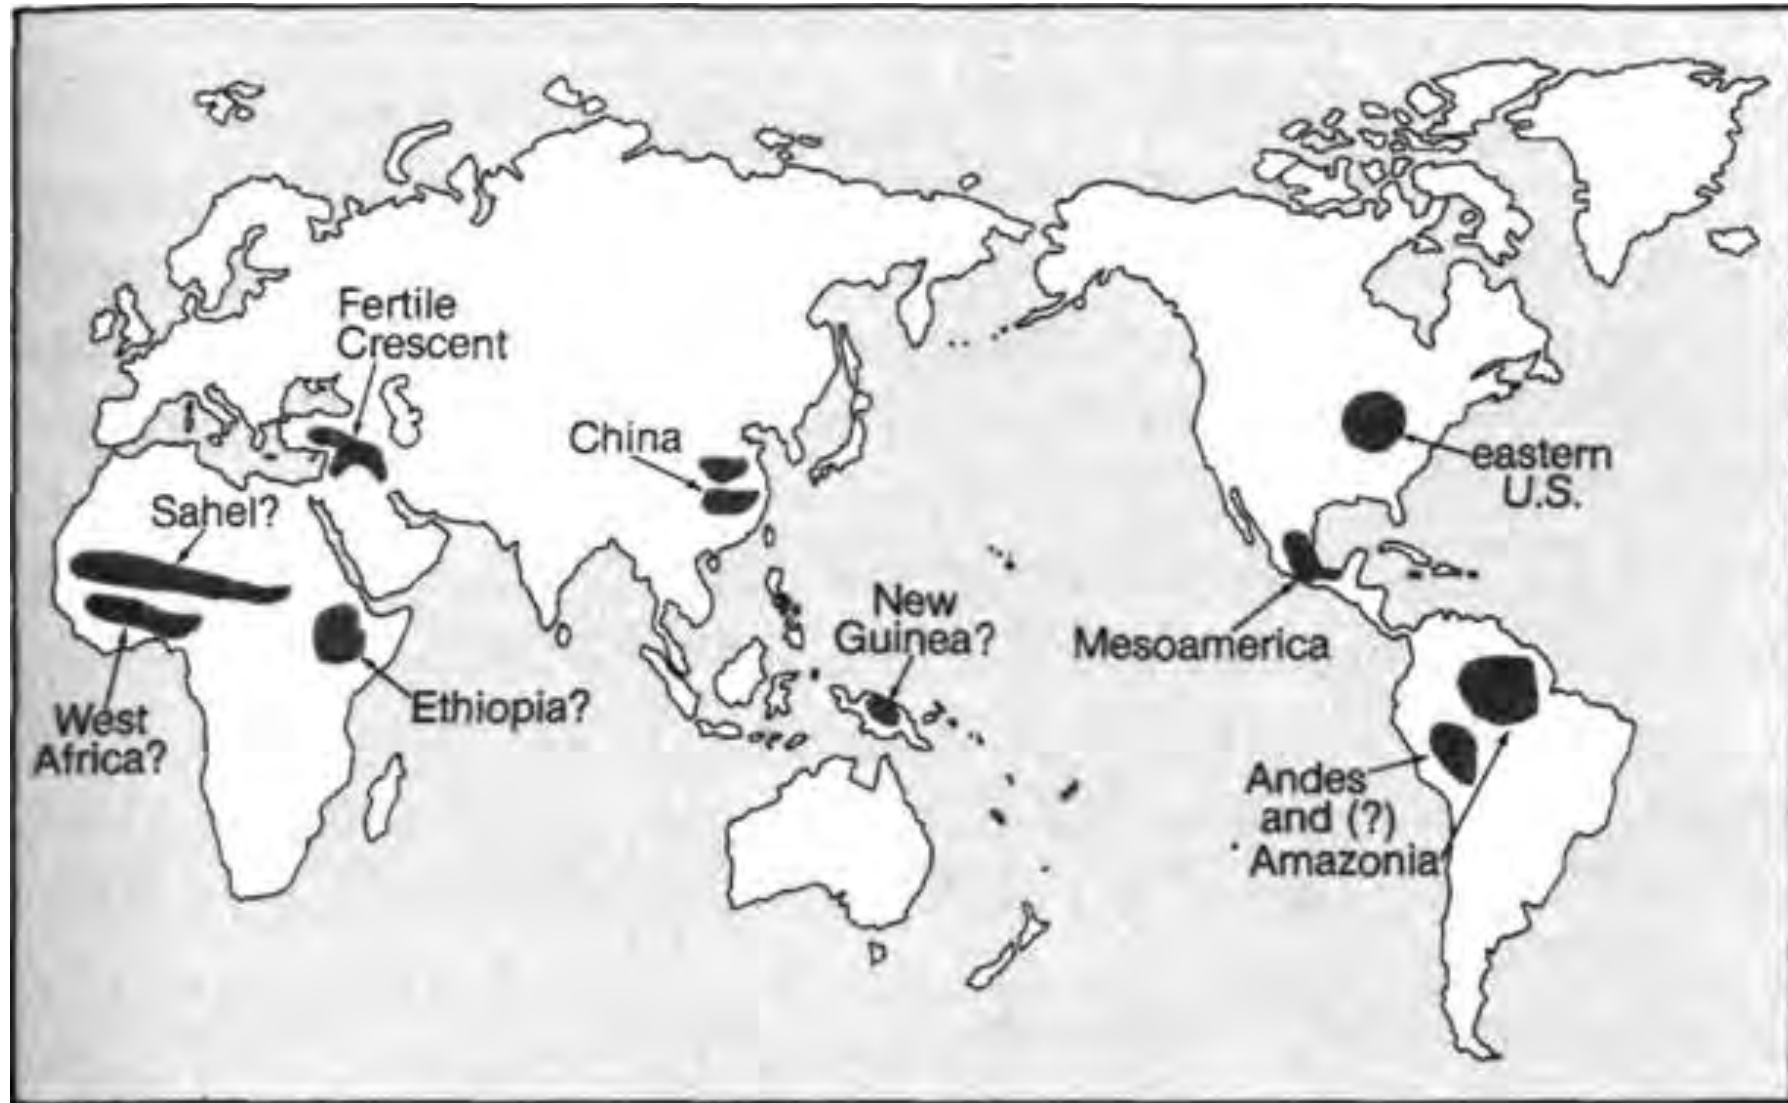 Fertile
Crescent
China
eastern
U.S.
Sahel?
New
Guinea?
Mesoamerica
West
Africa?
Ethiopia?
Andes
and (?)
Amazonia